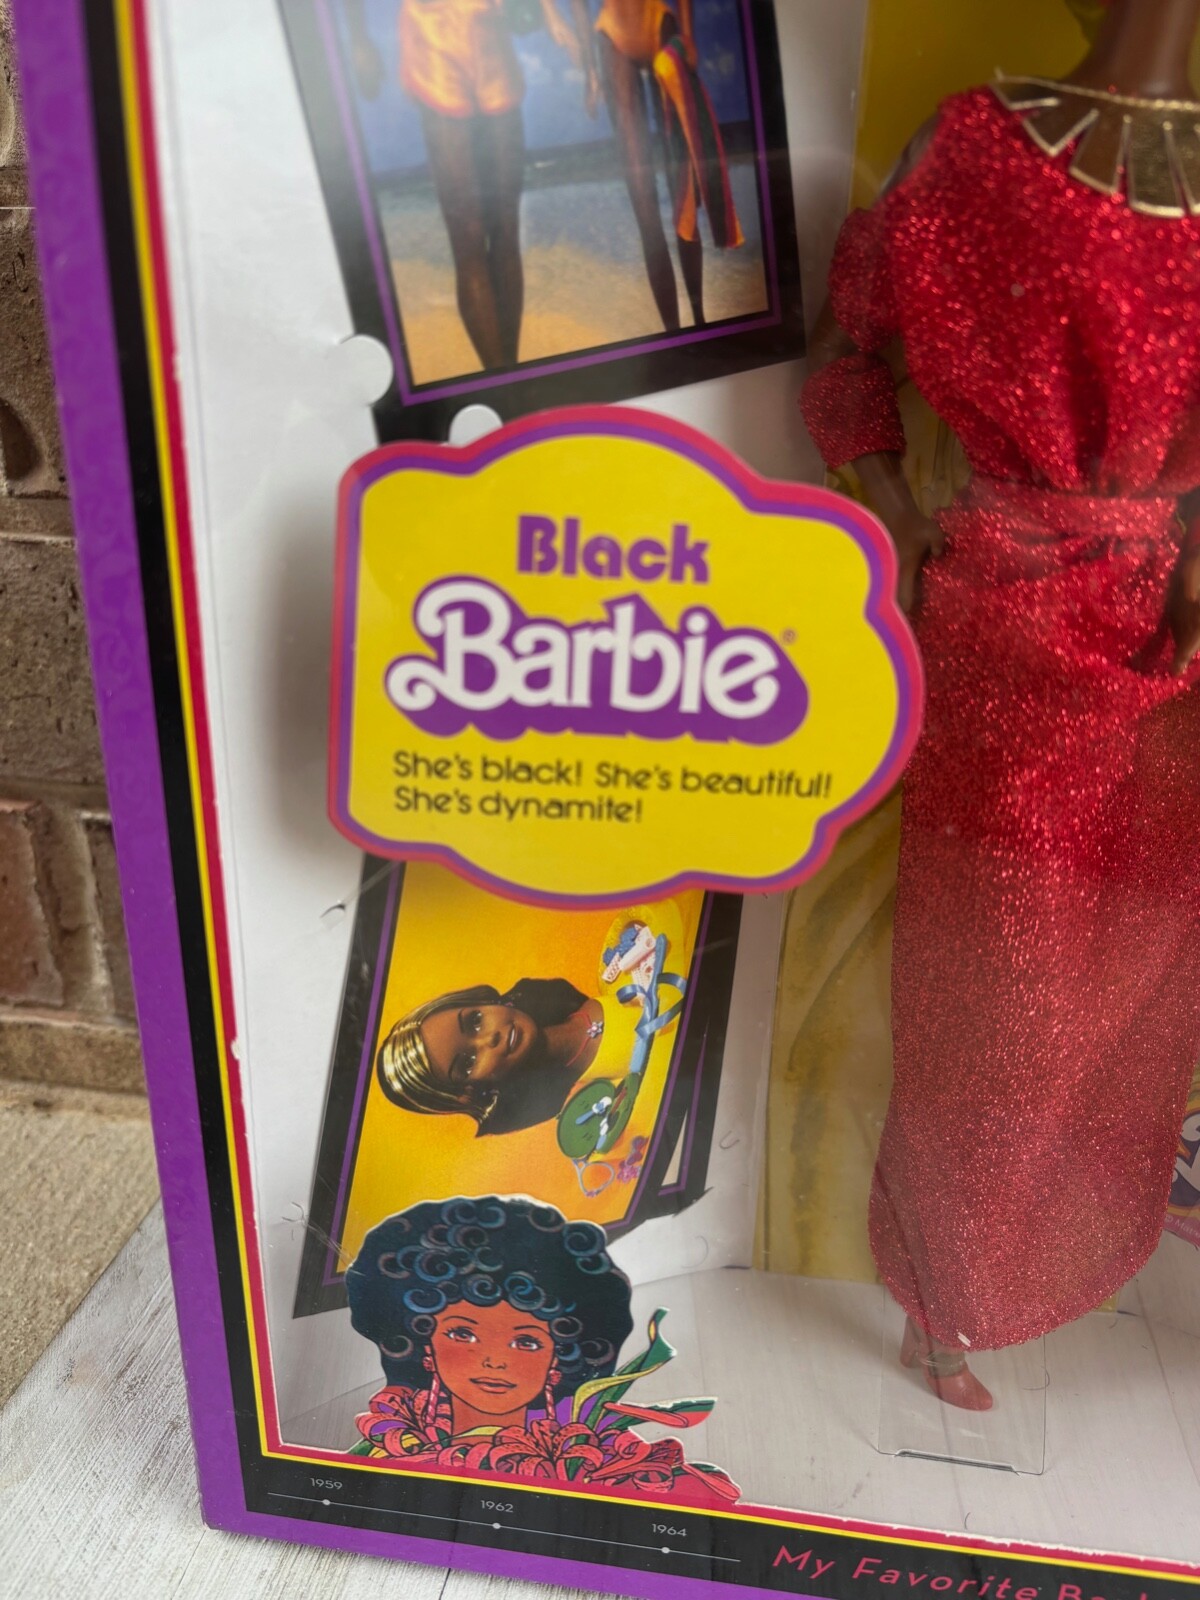 Black
Barbie®
She's black! She's beautiful!
She's dynamite!
1959
1962
1964
My Favorite